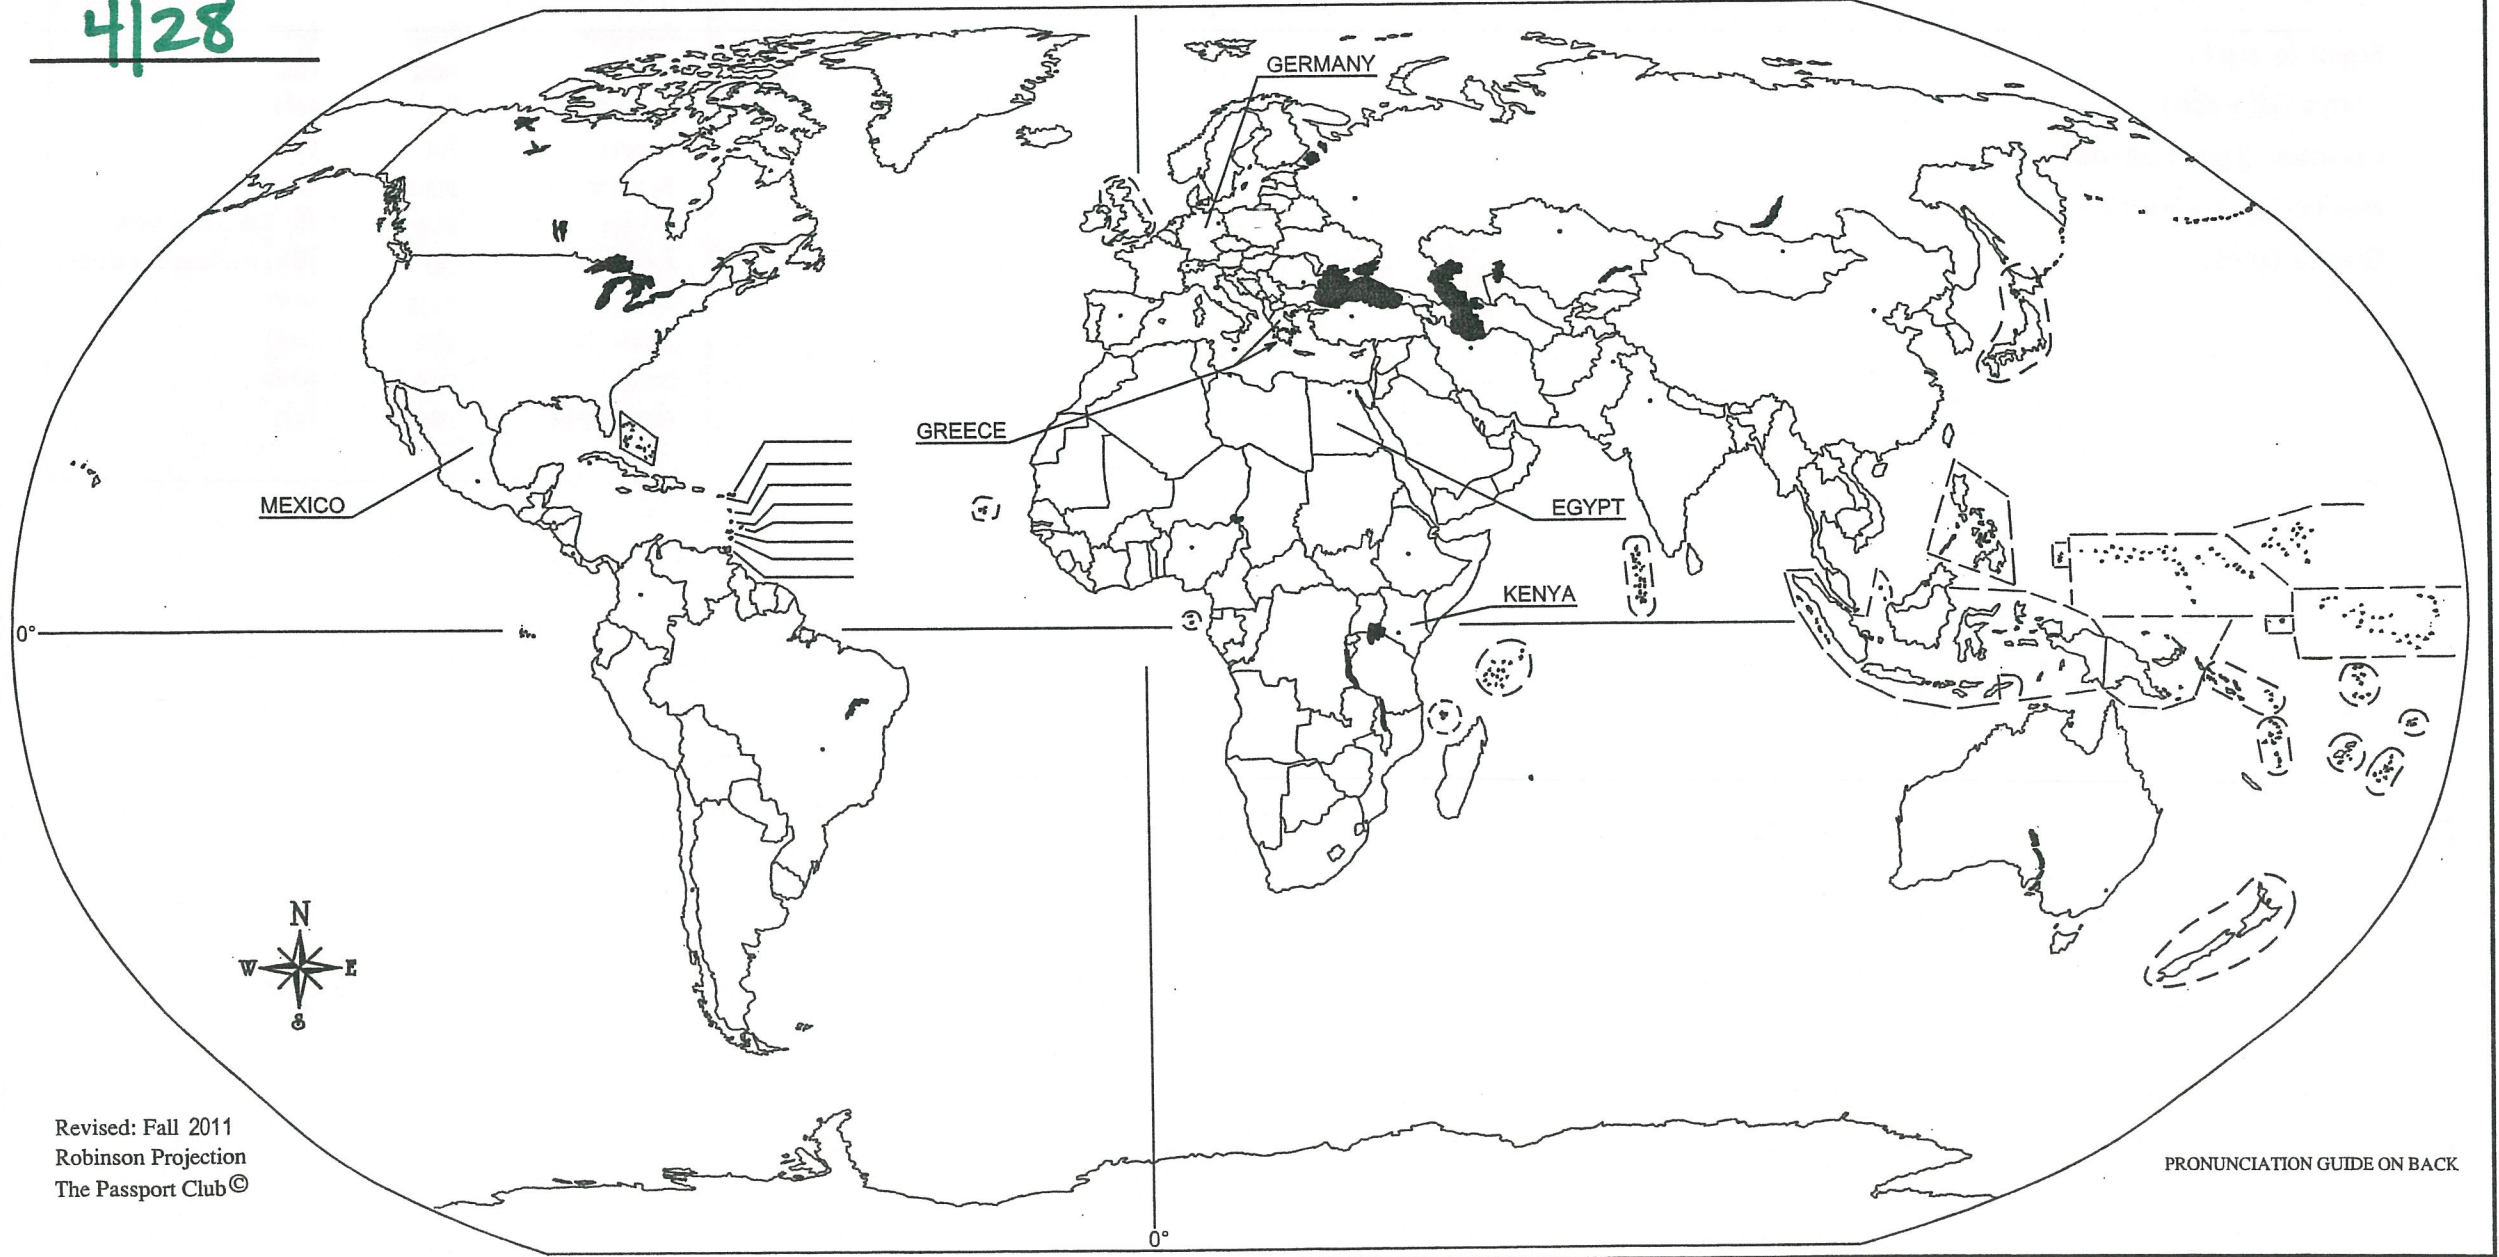 4/28
GERMANY
GREECE
MEXICO
EGYPT
KENYA
0°
N
W E
S
Revised: Fall 2011
Robinson Projection
The Passport Club©
PRONUNCIATION GUIDE ON BACK
0°